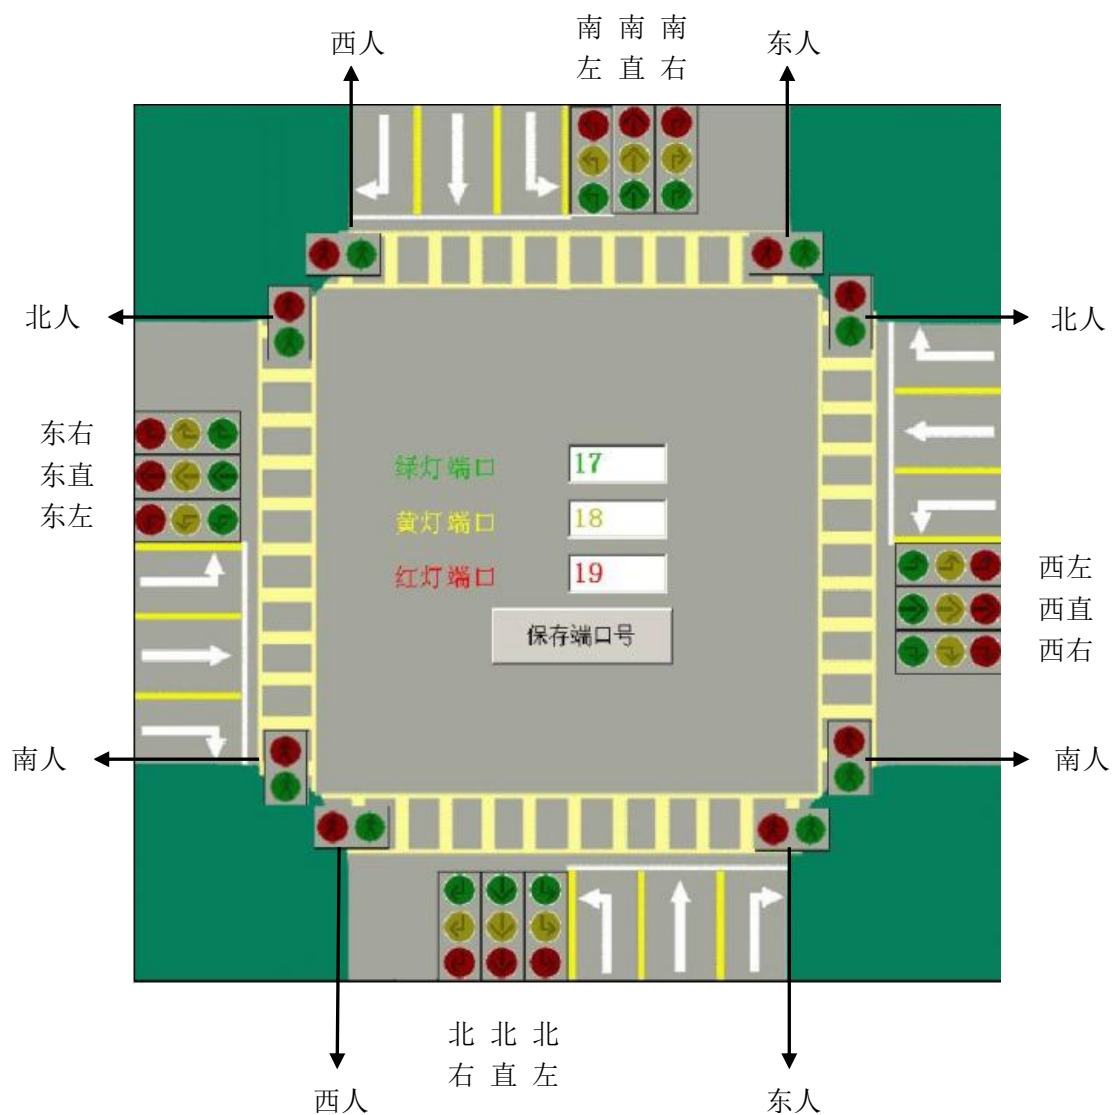 西人
南 南 南
左 直 右
东人
北人
北人
东右
东直
东左
绿灯端口 17
黄灯端口 18
红灯端口 19
保存端口号
西左
西直
西右
南人
南人
北 北 北
右 直 左
西人
东人